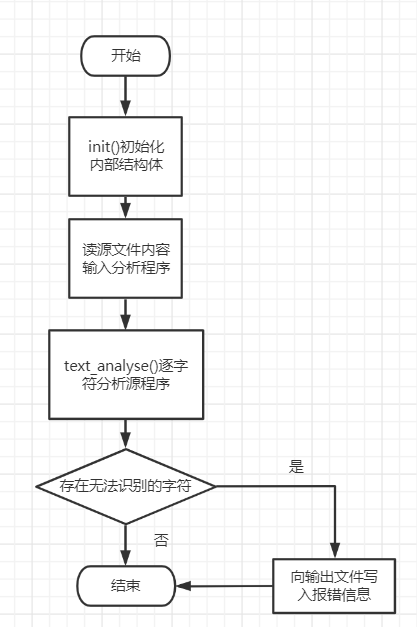 开始
init()初始化
内部结构体
读源文件内容
输入分析程序
text_analyse()逐字
符分析源程序
存在无法识别的字符
是
否
向输出文件写
入报错信息
结束